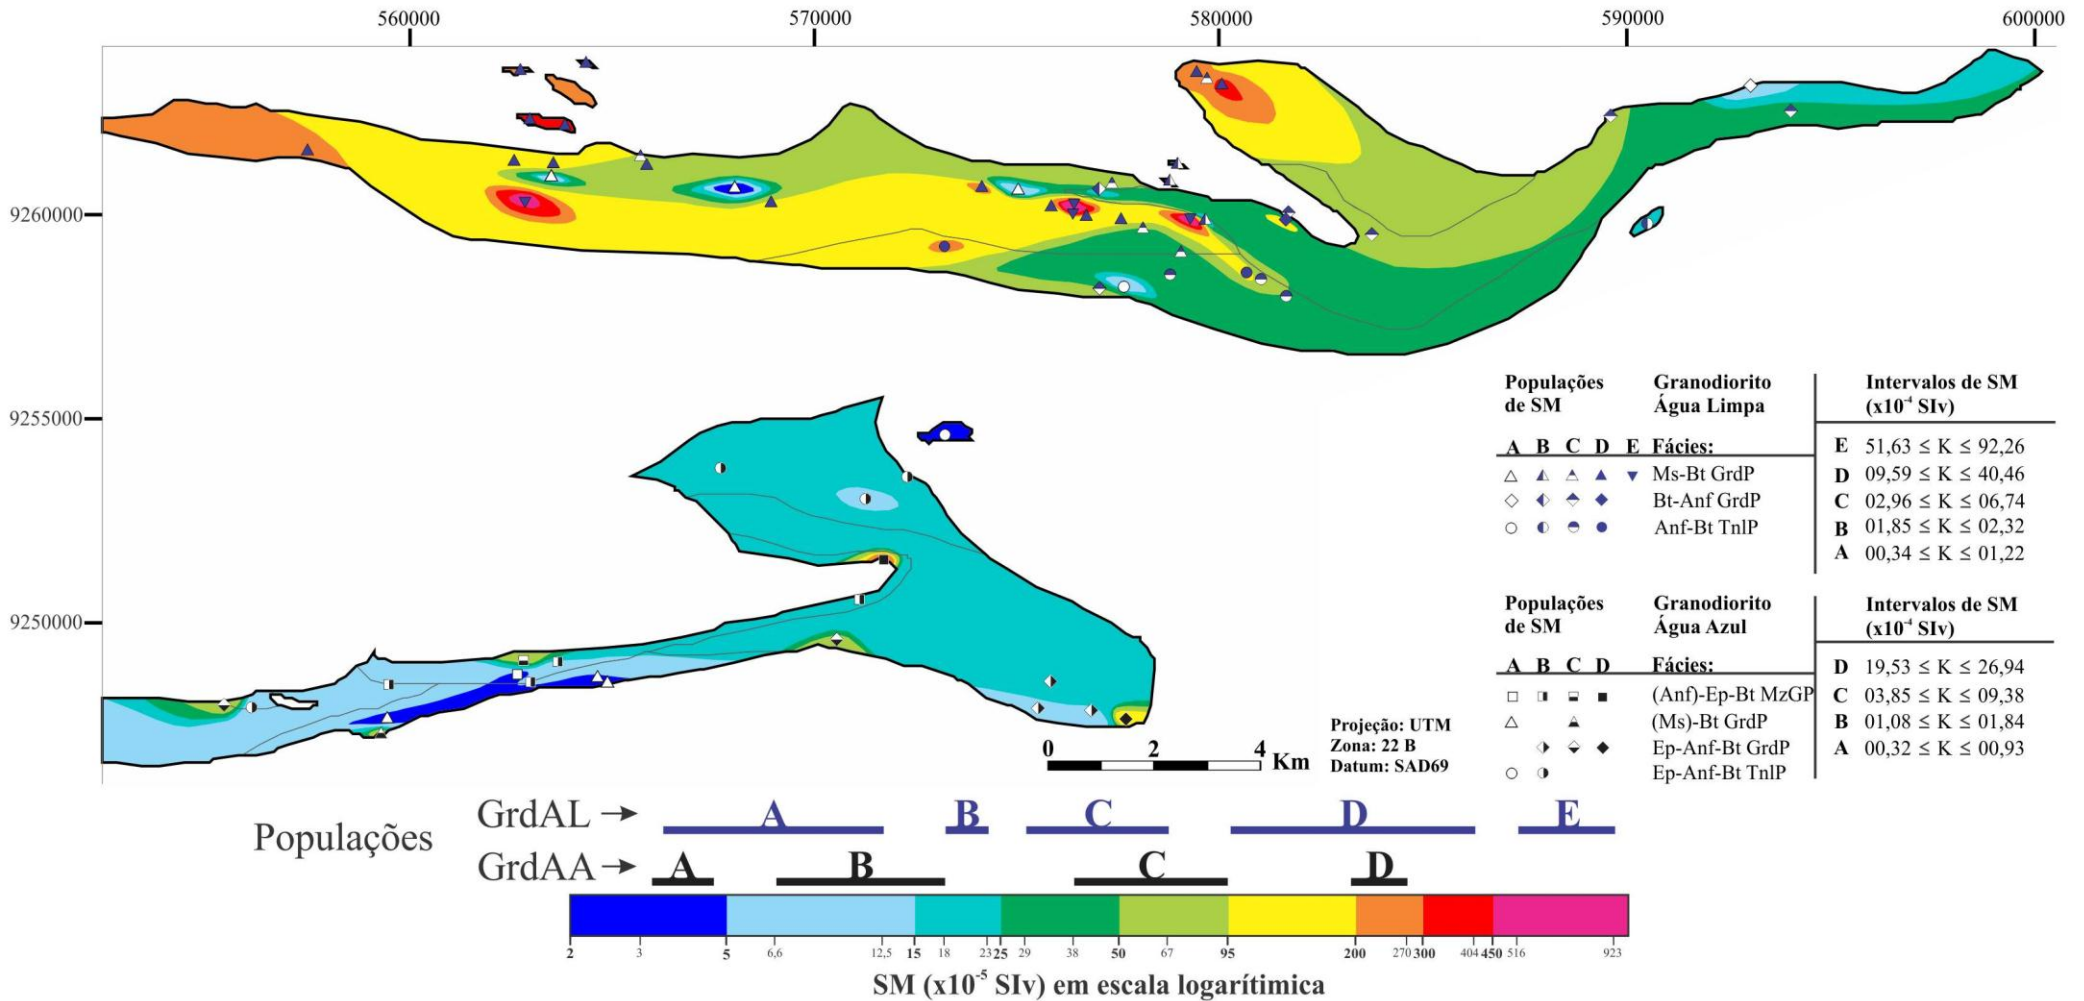 560000 570000 580000 590000 600000
9260000
9255000
9250000
Populações de SM
Granodiorito Água Limpa
Intervalos de SM (x10⁻⁴ SIv)
A B C D E Fácies:
Ms-Bt GrdP
Bt-Anf GrdP
Anf-Bt TnlP
E 51,63 ≤ K ≤ 92,26
D 09,59 ≤ K ≤ 40,46
C 02,96 ≤ K ≤ 06,74
B 01,85 ≤ K ≤ 02,32
A 00,34 ≤ K ≤ 01,22
Populações de SM
Granodiorito Água Azul
Intervalos de SM (x10⁻⁴ SIv)
A B C D Fácies:
(Anf)-Ep-Bt MzGP
(Ms)-Bt GrdP
Ep-Anf-Bt GrdP
Ep-Anf-Bt TnlP
D 19,53 ≤ K ≤ 26,94
C 03,85 ≤ K ≤ 09,38
B 01,08 ≤ K ≤ 01,84
A 00,32 ≤ K ≤ 00,93
0 2 4 Km
Projeção: UTM
Zona: 22 B
Datum: SAD69
Populações
GrdAL → A B C D E
GrdAA → A B C D
2 3 5 6,6 12,5 15 18 23 25 29 38 50 67 95 200 270 300 404 450 516 923
SM (x10⁻⁵ SIv) em escala logarítimica